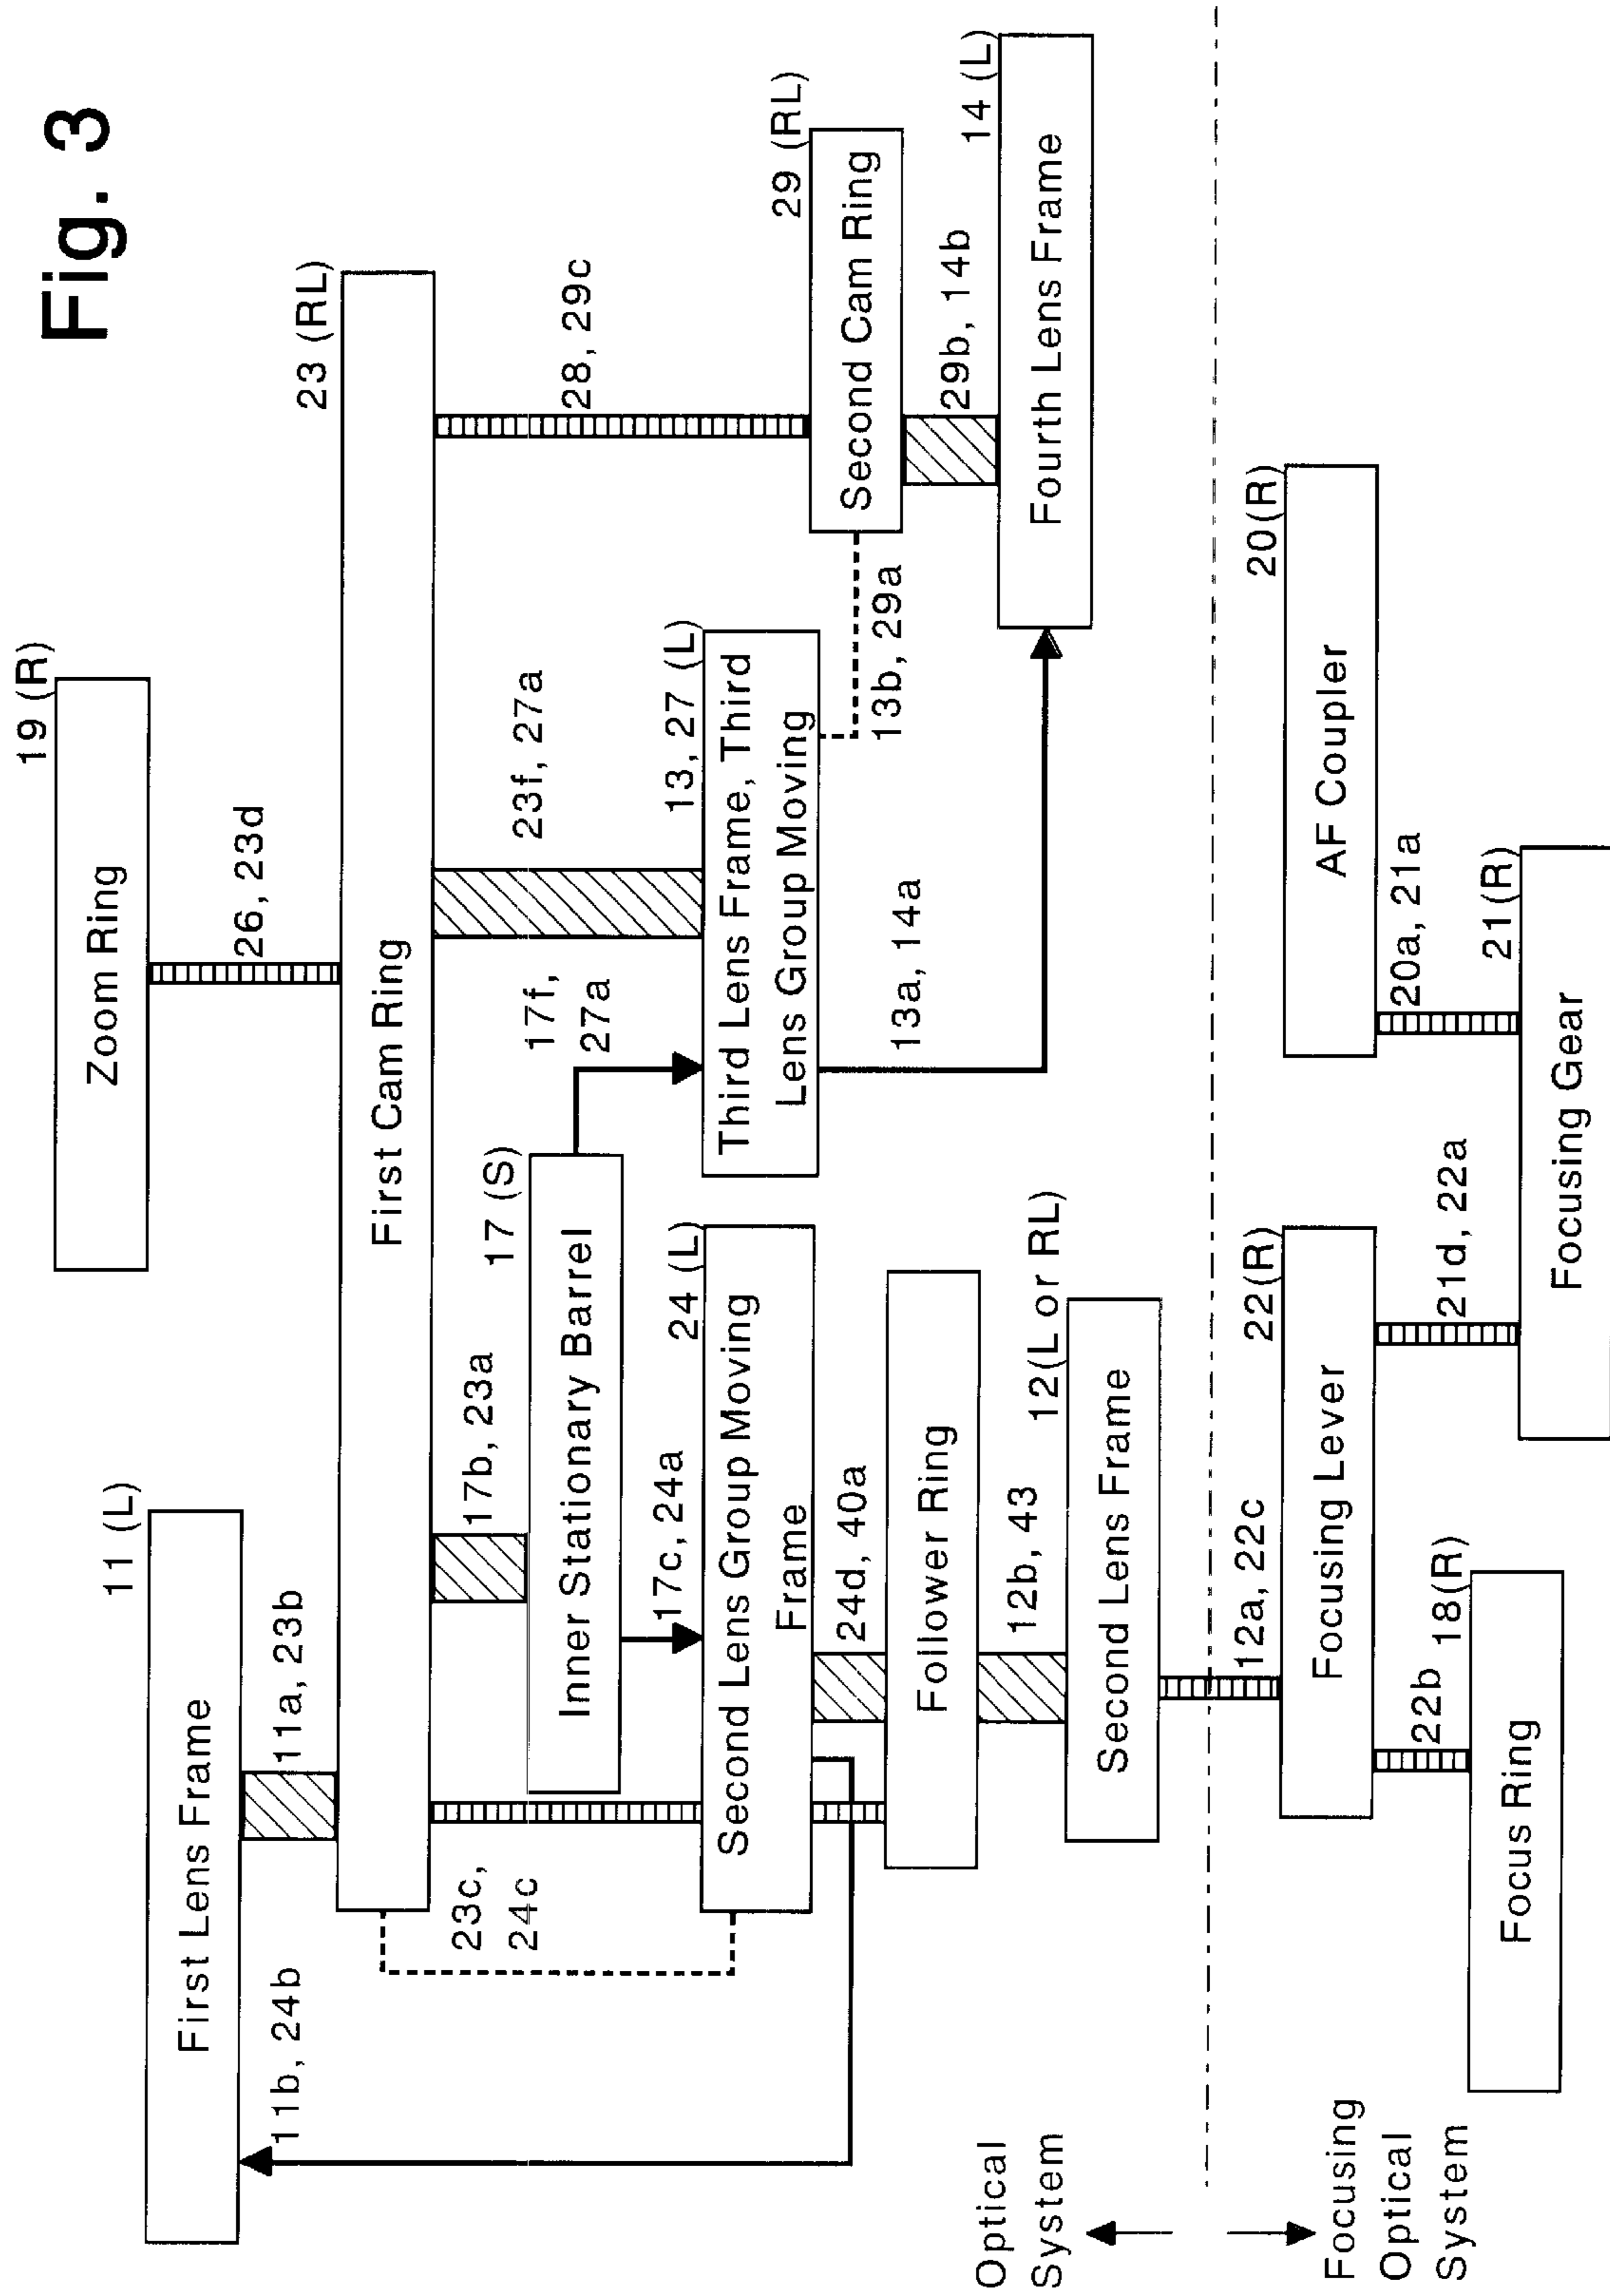 Fig. 3
19 (R)
Zoom Ring
26, 23d
11 (L)
First Lens Frame
11a, 23b
11b, 24b
23 (RL)
First Cam Ring
23c,
24c
17b, 23a
17 (S)
Inner Stationary Barrel
17f,
27a
23f, 27a
28, 29c
17c, 24a
24 (L)
Second Lens Group Moving
Frame
13, 27 (L)
Third Lens Frame, Third
Lens Group Moving
29 (RL)
Second Cam Ring
13b, 29a
29b, 14b
24d, 40a
Follower Ring
13a, 14a
14 (L)
Fourth Lens Frame
12b, 43
12(L or RL)
Second Lens Frame
Optical
System
Focusing
Optical
System
12a, 22c
22(R)
Focusing Lever
20(R)
AF Coupler
22b
18(R)
Focus Ring
21d, 22a
20a, 21a
21(R)
Focusing Gear